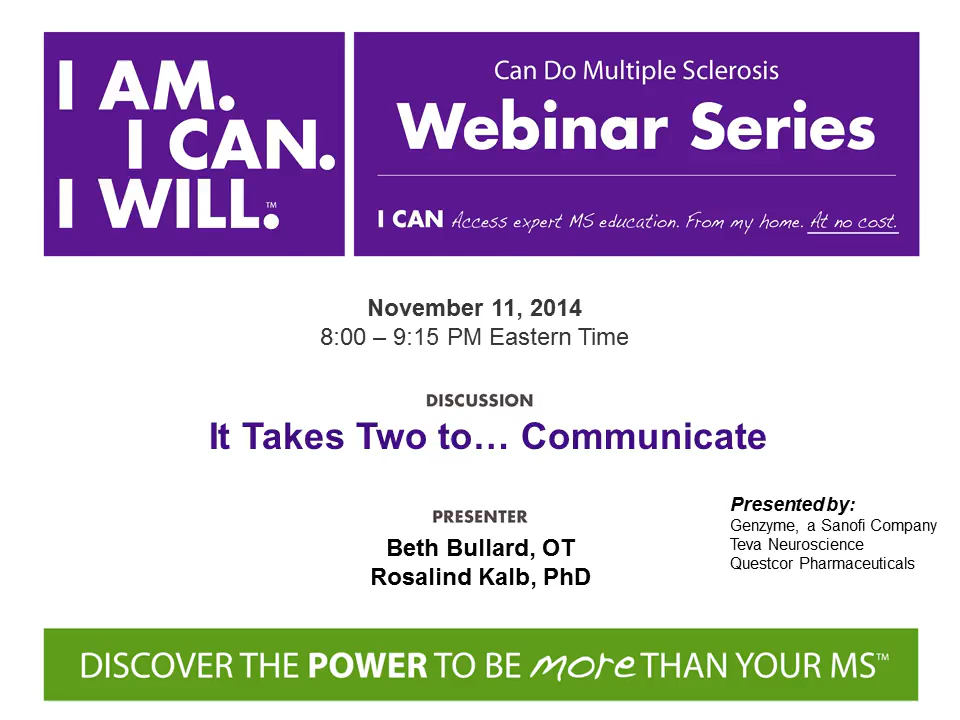 I AM.
I CAN.
I WILL.™
Can Do Multiple Sclerosis
Webinar Series
I CAN Access expert MS education. From my home. At no cost.
November 11, 2014
8:00 – 9:15 PM Eastern Time
DISCUSSION
It Takes Two to… Communicate
PRESENTER
Beth Bullard, OT
Rosalind Kalb, PhD
Presented by:
Genzyme, a Sanofi Company
Teva Neuroscience
Questcor Pharmaceuticals
DISCOVER THE POWER TO BE more THAN YOUR MS™